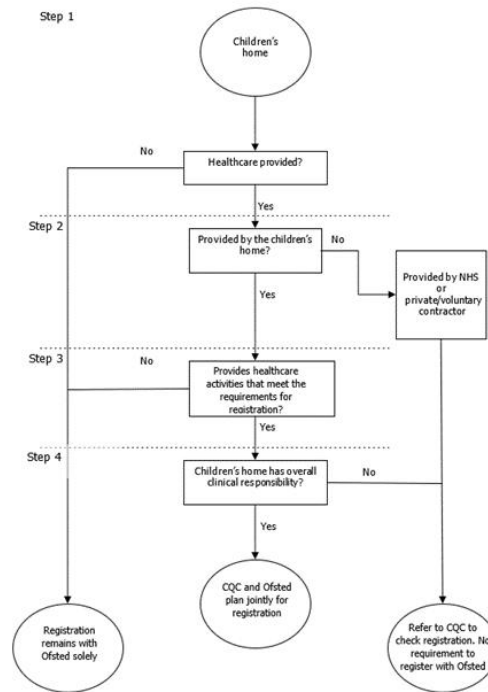 Step 1
Children's
home
No
Healthcare provided?
Yes
Step 2
Provided by the children's
home?
No
Provided by NHS
or
private/voluntary
contractor
Yes
Step 3
No
Provides healthcare
activities that meet the
requirements for
registration?
Yes
Step 4
Children's home has overall
clinical responsibility?
No
Yes
CQC and Ofsted
plan jointly for
registration
Registration
remains with
Ofsted solely
Refer to CQC to
check registration. No
requirement to
register with Ofsted